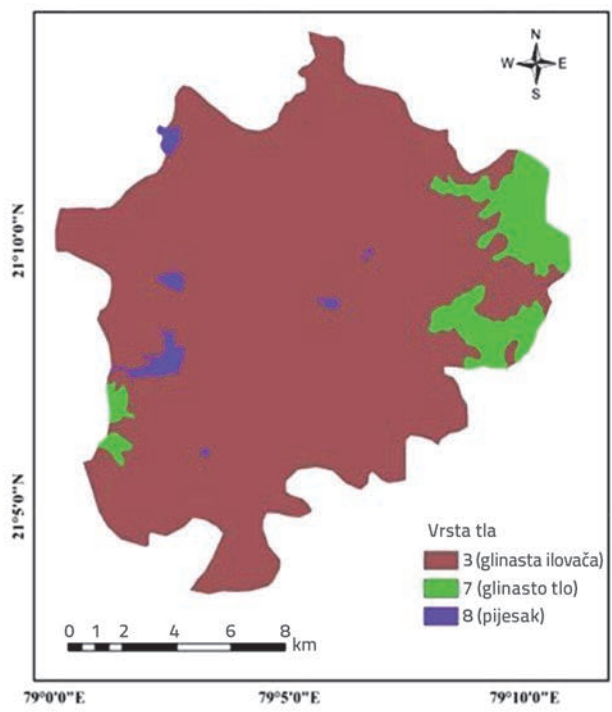 N
W E
S
21°10'0"N
21°5'0"N
Vrsta tla
3 (glinasta ilovača)
7 (glinasto tlo)
8 (pijesak)
0 1 2 4 6 8
km
79°0'0"E 79°5'0"E 79°10'0"E